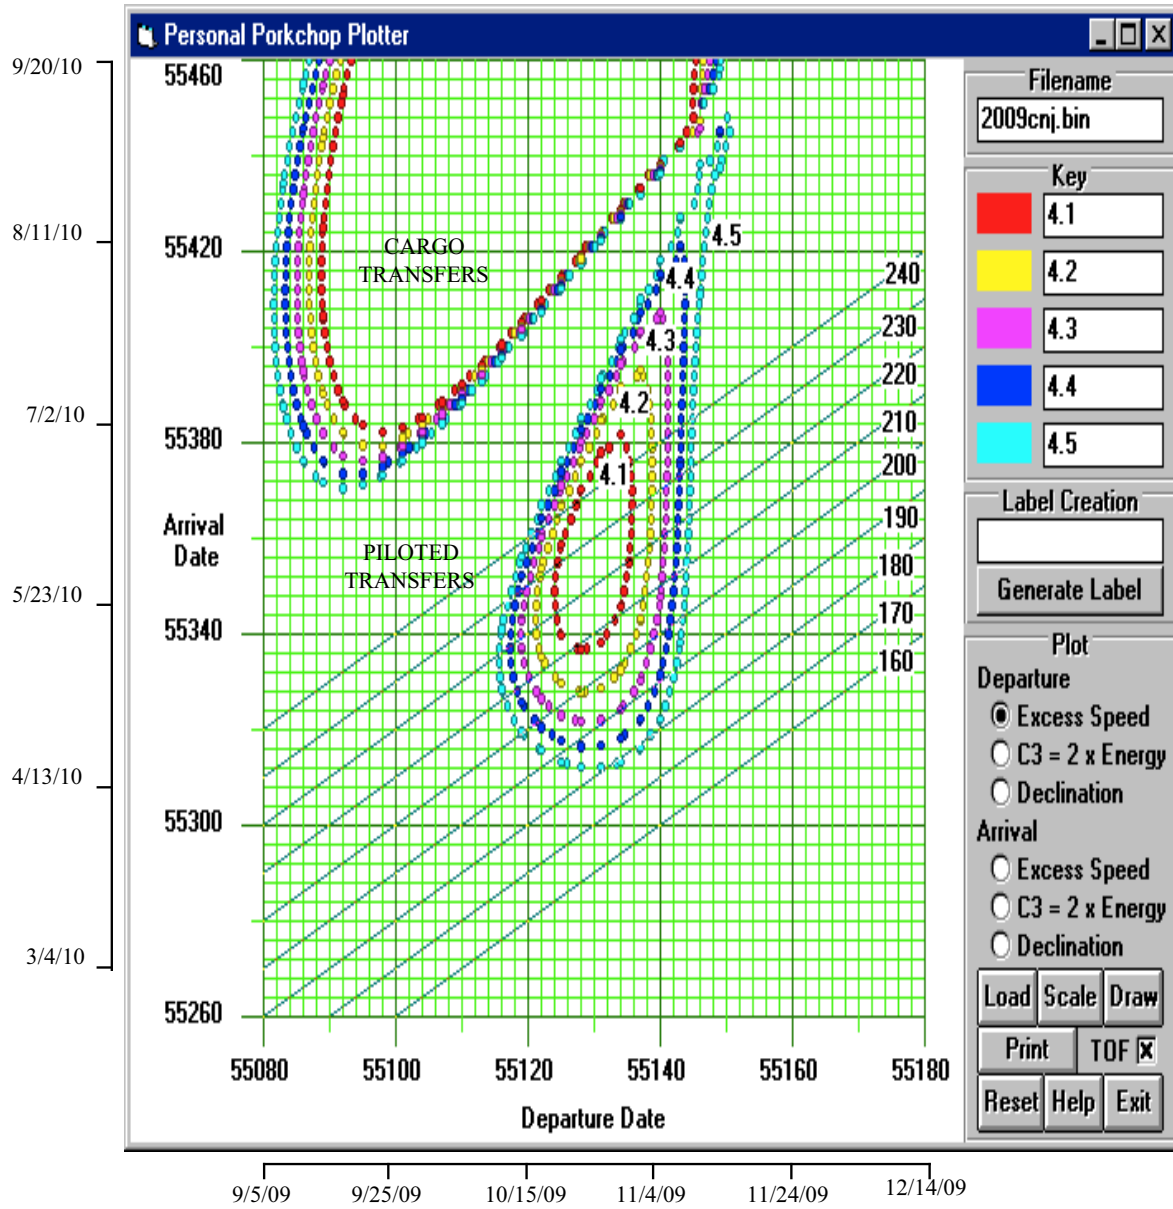 Personal Porkchop Plotter
9/20/10
8/11/10
7/2/10
5/23/10
4/13/10
3/4/10
55460
55420
55380
Arrival
Date
55340
55300
55260
CARGO
TRANSFERS
PILOTED
TRANSFERS
4.5
4.4
4.3
4.2
4.1
240
230
220
210
200
190
180
170
160
55080
55100
55120
55140
55160
55180
Departure Date
9/5/09
9/25/09
10/15/09
11/4/09
11/24/09
12/14/09
Filename
2009cnj.bin
Key
4.1
4.2
4.3
4.4
4.5
Label Creation
Generate Label
Plot
Departure
Excess Speed
C3 = 2 x Energy
Declination
Arrival
Excess Speed
C3 = 2 x Energy
Declination
Load Scale Draw
Print TOF
Reset Help Exit